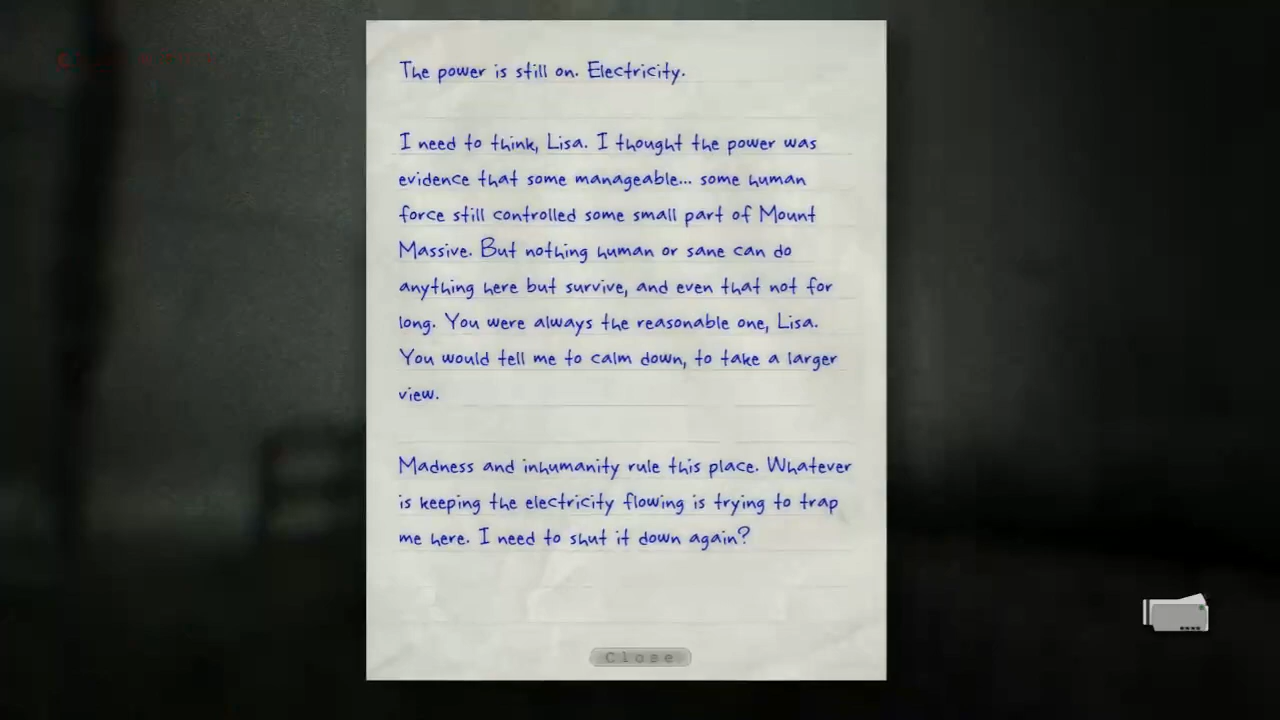 The power is still on. Electricity.
I need to think, Lisa. I thought the power was
evidence that some manageable... some human
force still controlled some small part of Mount
Massive. But nothing human or sane can do
anything here but survive, and even that not for
long. You were always the reasonable one, Lisa.
You would tell me to calm down, to take a larger
view.
Madness and inhumanity rule this place. Whatever
is keeping the electricity flowing is trying to trap
me here. I need to shut it down again?
Close